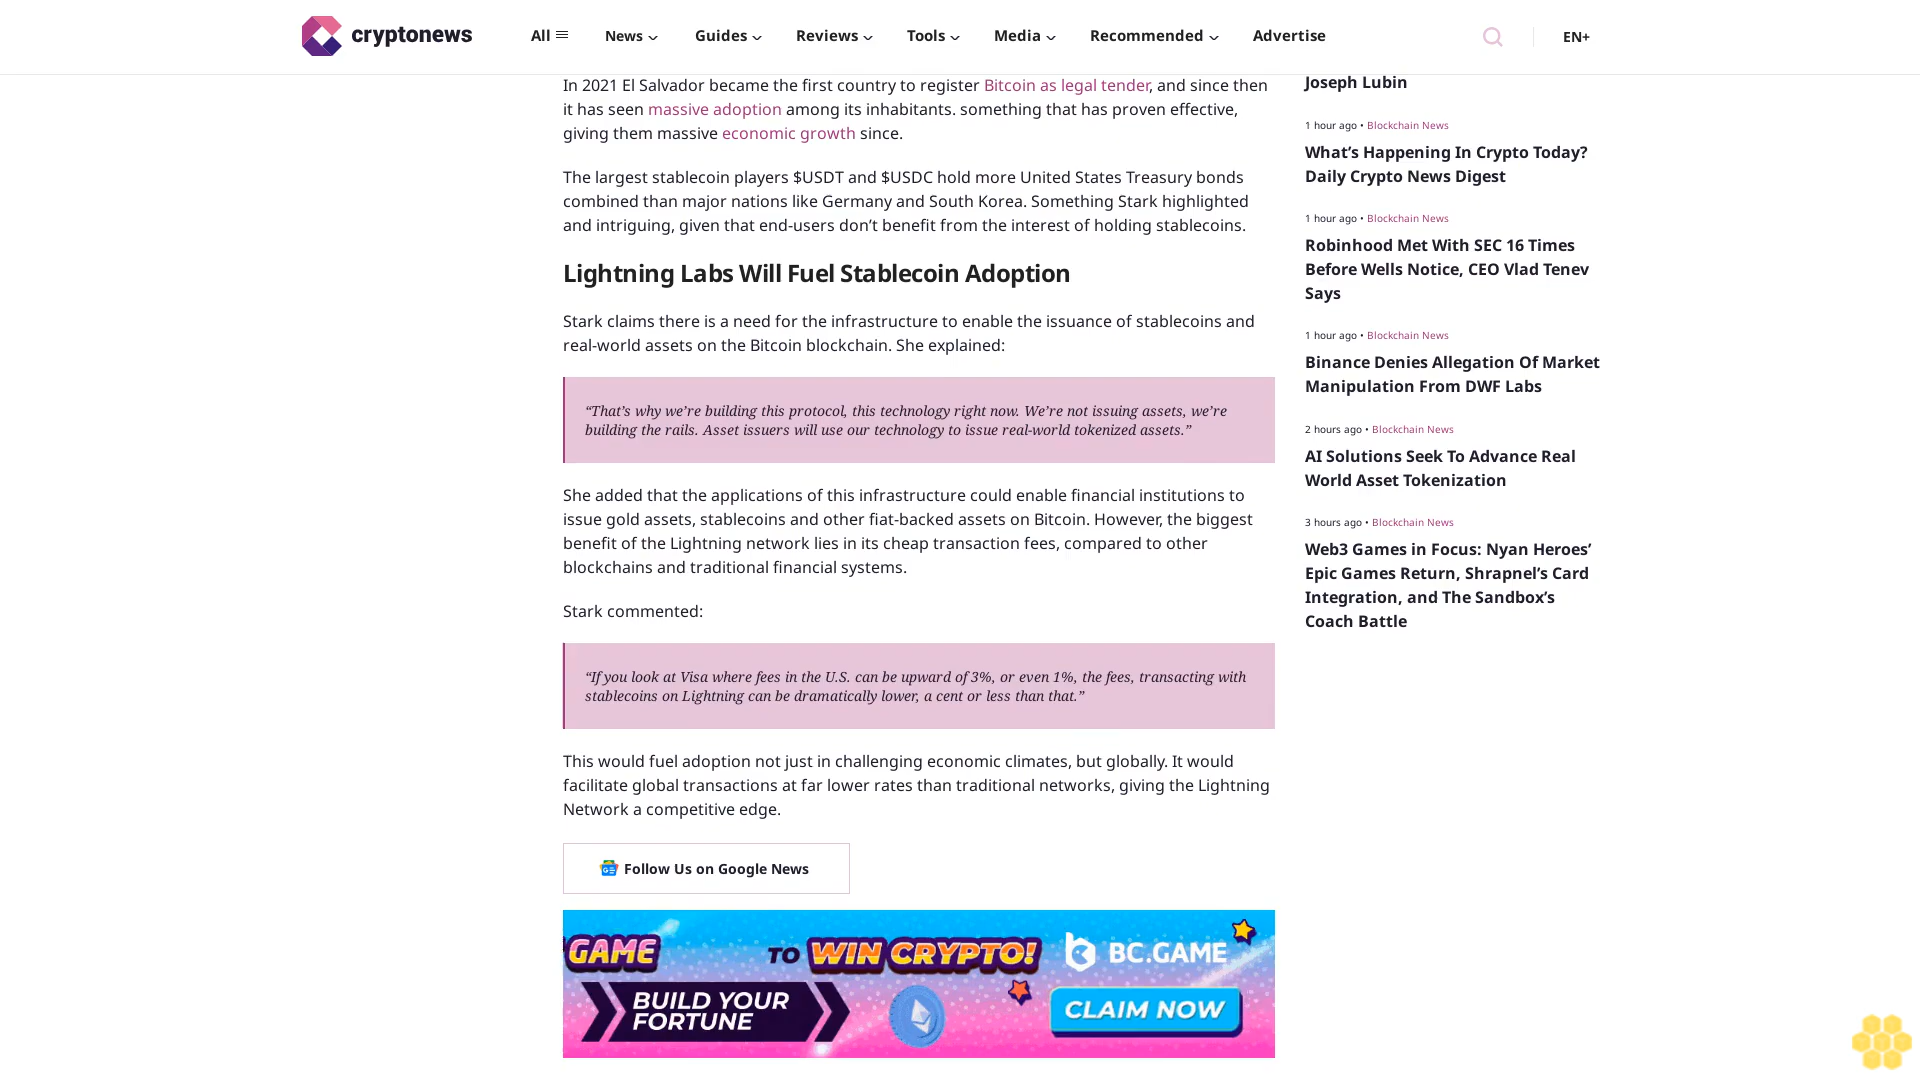 cryptonews
All
News
Guides
Reviews
Tools
Media
Recommended
Advertise
EN+
In 2021 El Salvador became the first country to register Bitcoin as legal tender, and since then
it has seen massive adoption among its inhabitants. something that has proven effective,
giving them massive economic growth since.
The largest stablecoin players $USDT and $USDC hold more United States Treasury bonds
combined than major nations like Germany and South Korea. Something Stark highlighted
and intriguing, given that end-users don’t benefit from the interest of holding stablecoins.
Lightning Labs Will Fuel Stablecoin Adoption
Stark claims there is a need for the infrastructure to enable the issuance of stablecoins and
real-world assets on the Bitcoin blockchain. She explained:
“That’s why we’re building this protocol, this technology right now. We’re not issuing assets, we’re
building the rails. Asset issuers will use our technology to issue real-world tokenized assets.”
She added that the applications of this infrastructure could enable financial institutions to
issue gold assets, stablecoins and other fiat-backed assets on Bitcoin. However, the biggest
benefit of the Lightning network lies in its cheap transaction fees, compared to other
blockchains and traditional financial systems.
Stark commented:
“If you look at Visa where fees in the U.S. can be upward of 3%, or even 1%, the fees, transacting with
stablecoins on Lightning can be dramatically lower, a cent or less than that.”
This would fuel adoption not just in challenging economic climates, but globally. It would
facilitate global transactions at far lower rates than traditional networks, giving the Lightning
Network a competitive edge.
Follow Us on Google News
GAME TO WIN CRYPTO! BC.GAME
BUILD YOUR
FORTUNE
CLAIM NOW
Joseph Lubin
1 hour ago • Blockchain News
What’s Happening In Crypto Today?
Daily Crypto News Digest
1 hour ago • Blockchain News
Robinhood Met With SEC 16 Times
Before Wells Notice, CEO Vlad Tenev
Says
1 hour ago • Blockchain News
Binance Denies Allegation Of Market
Manipulation From DWF Labs
2 hours ago • Blockchain News
AI Solutions Seek To Advance Real
World Asset Tokenization
3 hours ago • Blockchain News
Web3 Games in Focus: Nyan Heroes’
Epic Games Return, Shrapnel’s Card
Integration, and The Sandbox’s
Coach Battle